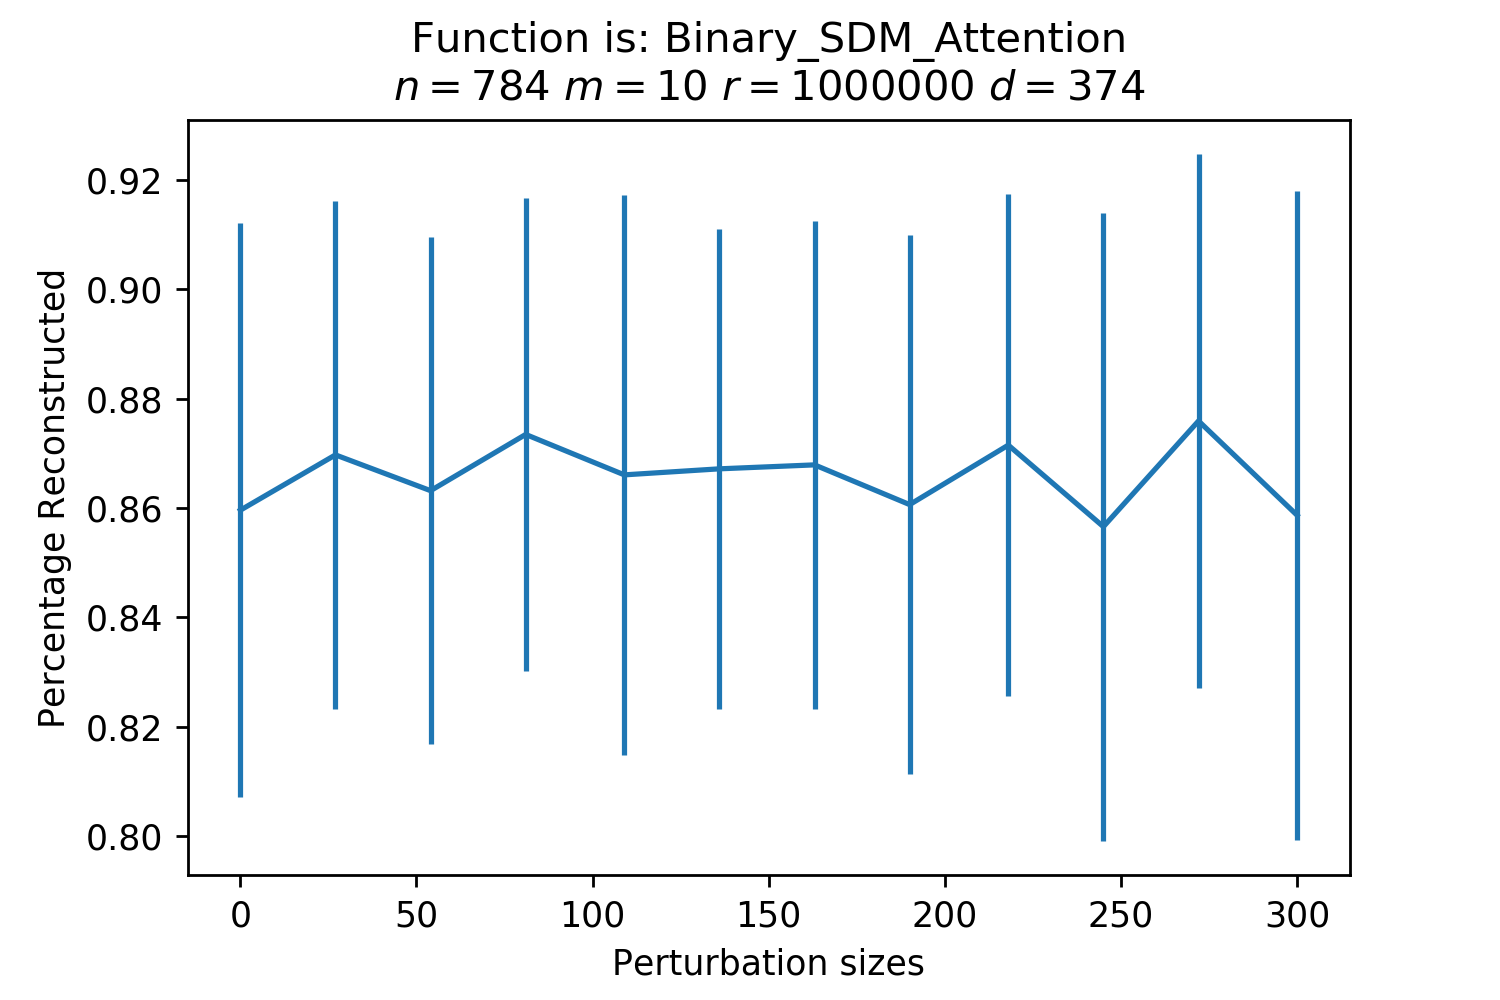 Function is: Binary_SDM_Attention
n = 784 m = 10 r = 1000000 d = 374
Percentage Reconstructed
0.92
0.90
0.88
0.86
0.84
0.82
0.80
0 50 100 150 200 250 300
Perturbation sizes